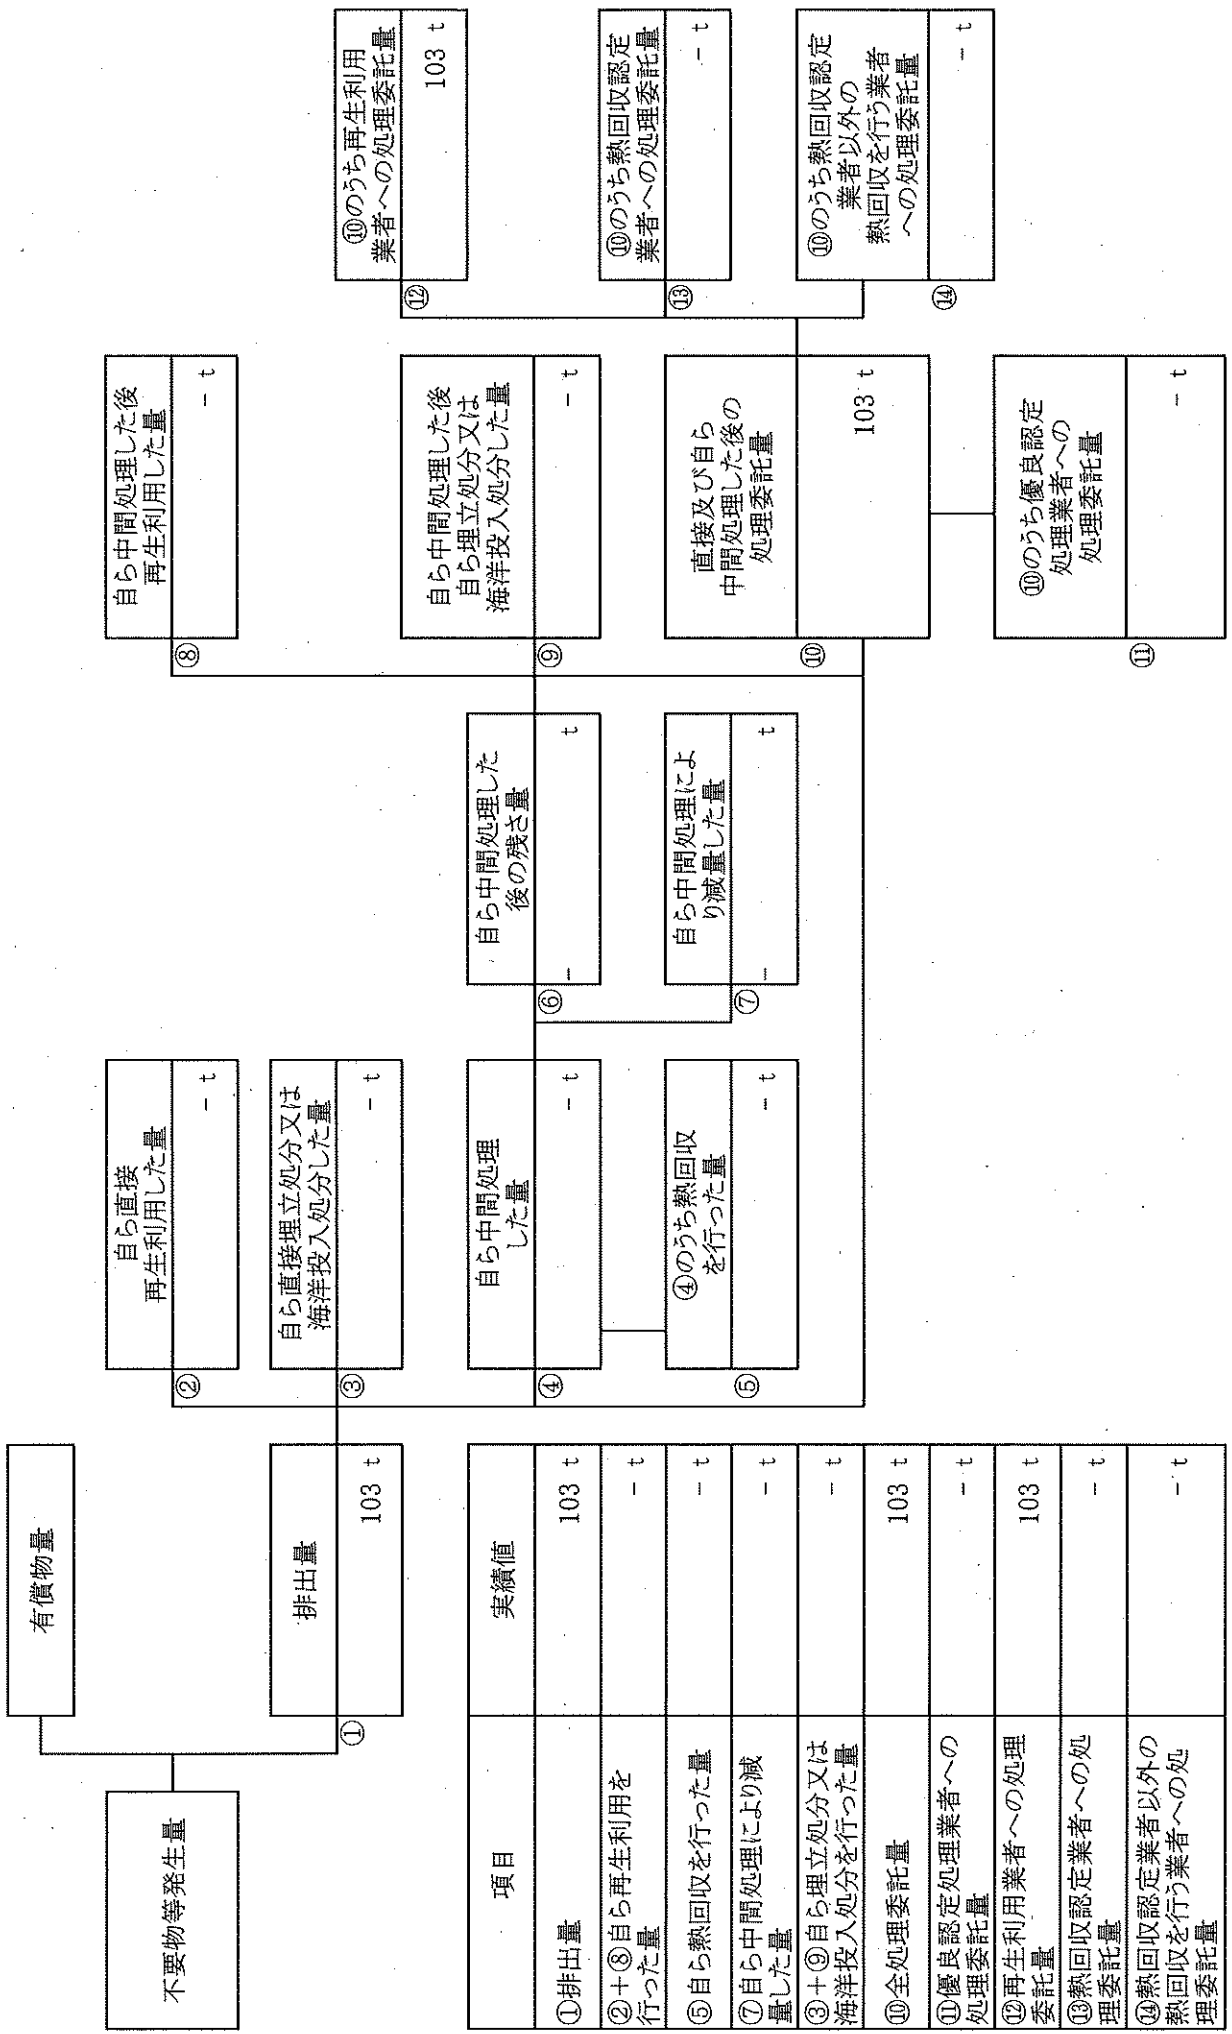 不要物等発生量
有償物量
排出量
①
103 t
自ら直接
再生利用した量
②
- t
自ら直接埋立処分又は
海洋投入処分した量
③
- t
自ら中間処理
した量
④
- t
④のうち熱回収
を行った量
⑤
- t
自ら中間処理した
後の残さ量
⑥
- t
自ら中間処理によ
り減量した量
⑦
- t
自ら中間処理した後
再生利用した量
⑧
- t
自ら中間処理した後
自ら埋立処分又は
海洋投入処分した量
⑨
- t
直接及び自ら
中間処理した後の
処理委託量
⑩
103 t
⑩のうち優良認定
処理業者への
処理委託量
⑪
- t
⑩のうち再生利用
業者への処理委託量
⑫
103 t
⑩のうち熱回収認定
業者への処理委託量
⑬
- t
⑩のうち熱回収認定
業者以外の
熱回収を行う業者
への処理委託量
⑭
- t
項目 実績値
①排出量 103 t
②+⑧自ら再生利用を
行った量 - t
⑤自ら熱回収を行った量 - t
⑦自ら中間処理により減
量した量 - t
③+⑨自ら埋立処分又は
海洋投入処分を行った量 - t
⑩全処理委託量 103 t
⑪優良認定処理業者への
処理委託量 - t
⑫再生利用業者への処理
委託量 103 t
⑬熱回収認定業者への処
理委託量 - t
⑭熱回収認定業者以外の
熱回収を行う業者への処
理委託量 - t